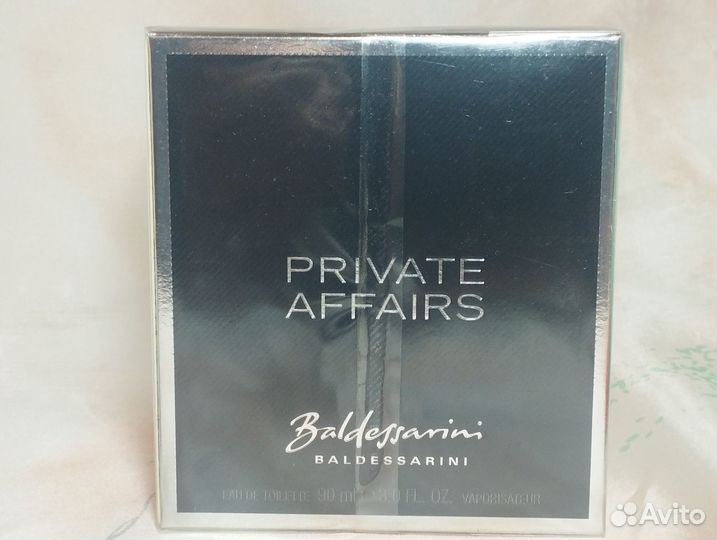 PRIVATE
AFFAIRS
Baldessarini
BALDESSARINI
EAU DE TOILETTE 90 ml 3.0 FL. OZ. VAPORISATEUR
Avito